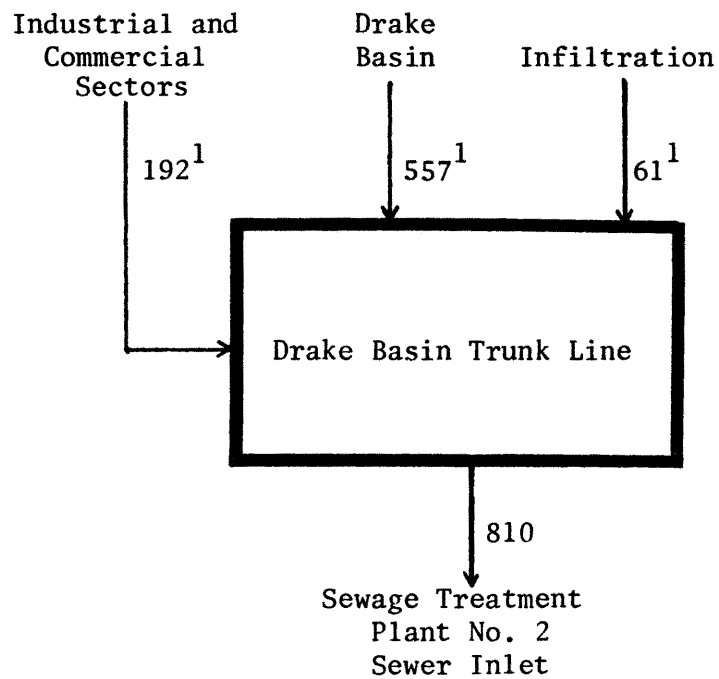 Industrial and
Commercial
Sectors
Drake
Basin
Infiltration
192¹
557¹
61¹
Drake Basin Trunk Line
810
Sewage Treatment
Plant No. 2
Sewer Inlet